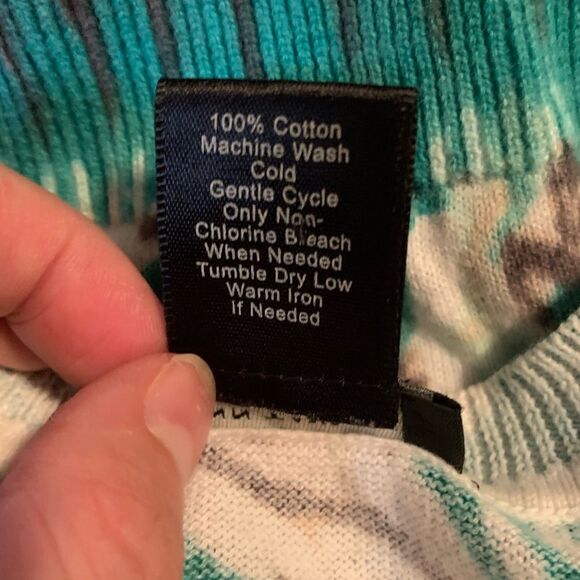 100% Cotton
Machine Wash
Cold
Gentle Cycle
Only Non-
Chlorine Bleach
When Needed
Tumble Dry Low
Warm Iron
If Needed